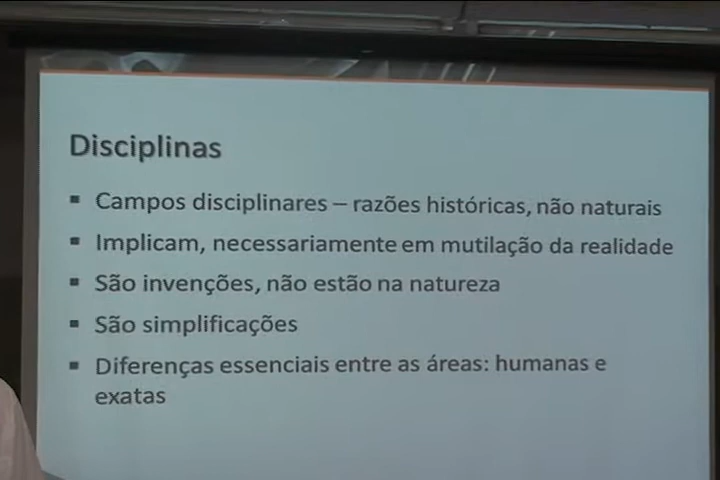 Disciplinas
▪ Campos disciplinares – razões históricas, não naturais
▪ Implicam, necessariamente em mutilação da realidade
▪ São invenções, não estão na natureza
▪ São simplificações
▪ Diferenças essenciais entre as áreas: humanas e
exatas